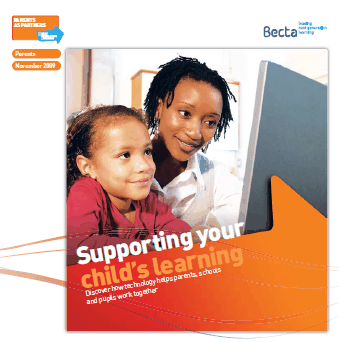 PARENTS
AS PARTNERS
Parents
November 2009
Becta
leading
next generation
learning
Supporting your
child's learning
Discover how technology helps parents, schools
and pupils work together